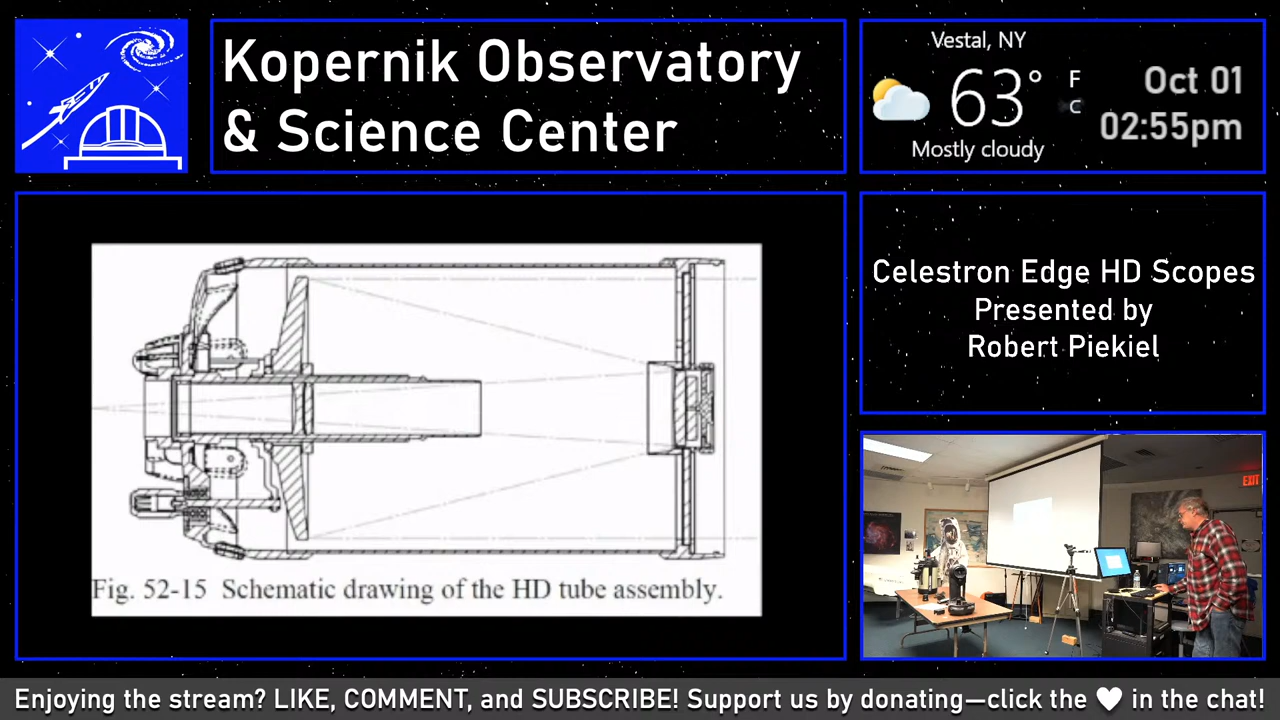 Kopernik Observatory
& Science Center
Vestal, NY
63° F
C
Mostly cloudy
Oct 01
02:55pm
Celestron Edge HD Scopes
Presented by
Robert Piekiel
Fig. 52-15 Schematic drawing of the HD tube assembly.
EXIT
Enjoying the stream? LIKE, COMMENT, and SUBSCRIBE! Support us by donating—click the ♥ in the chat!